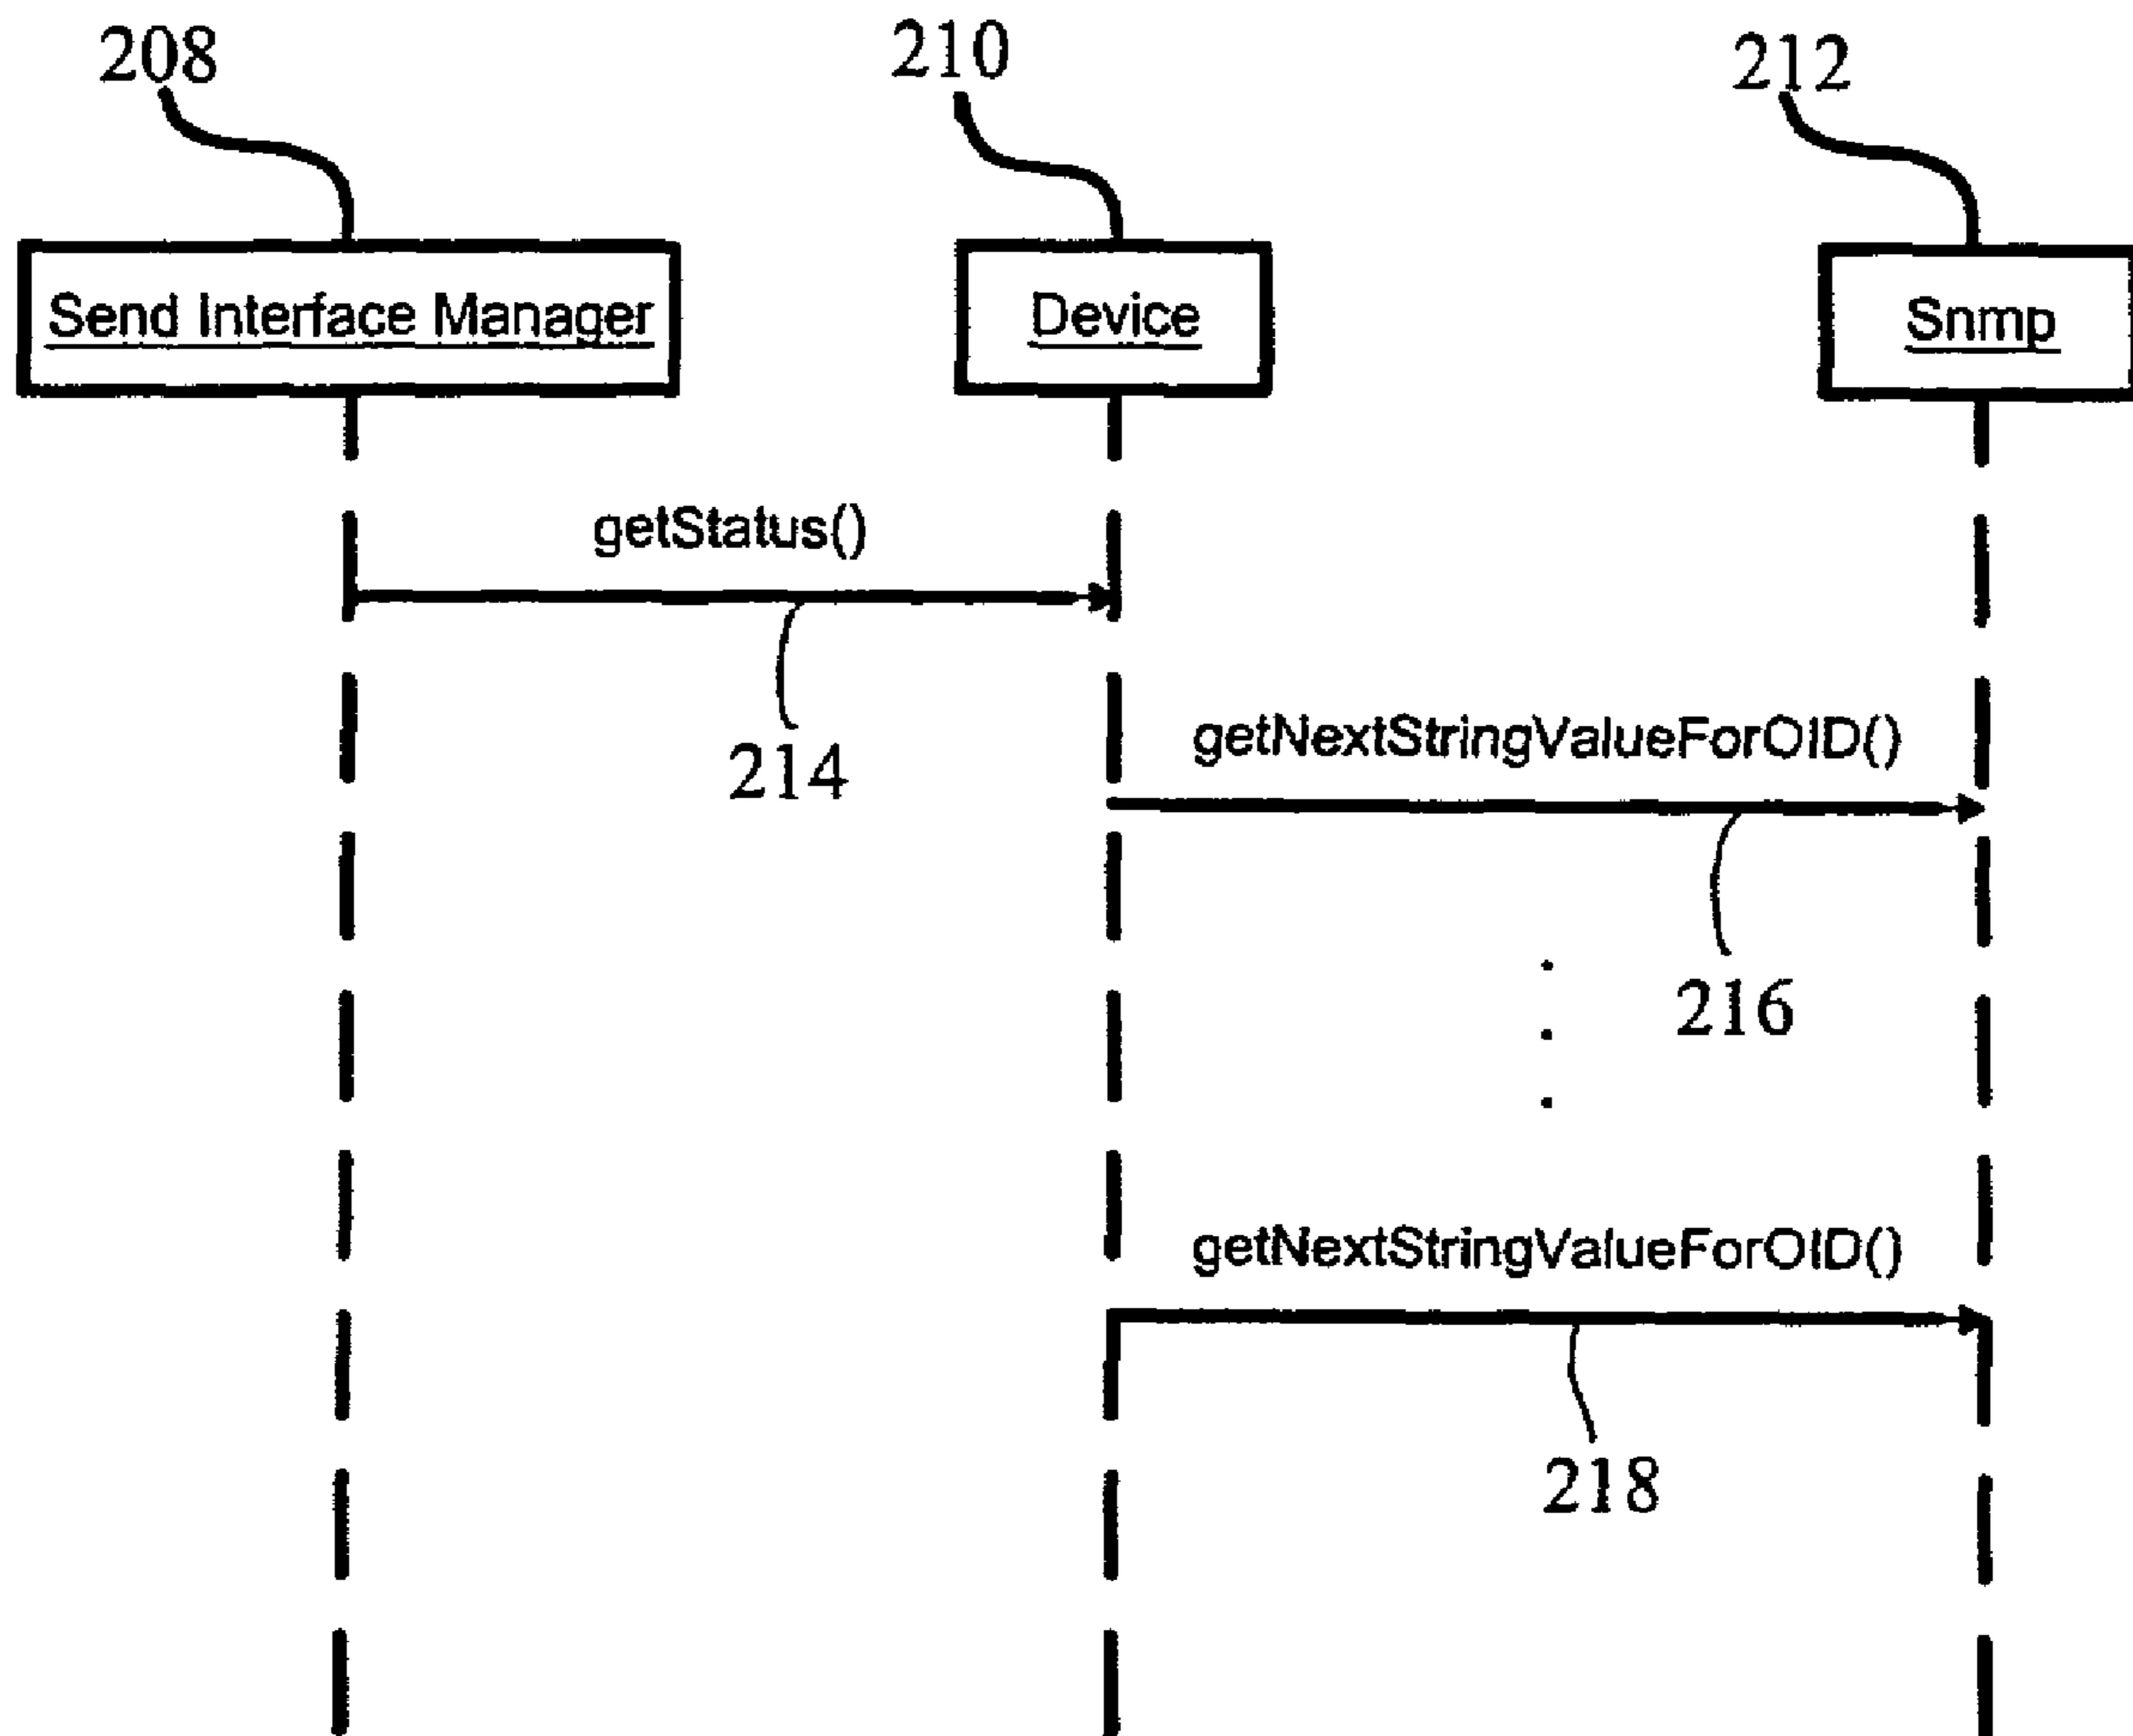 208
210
212
Send Interface Manager
Device
Snmp
getStatus()
214
getNextStringValueForOID()
216
getNextStringValueForOID()
218